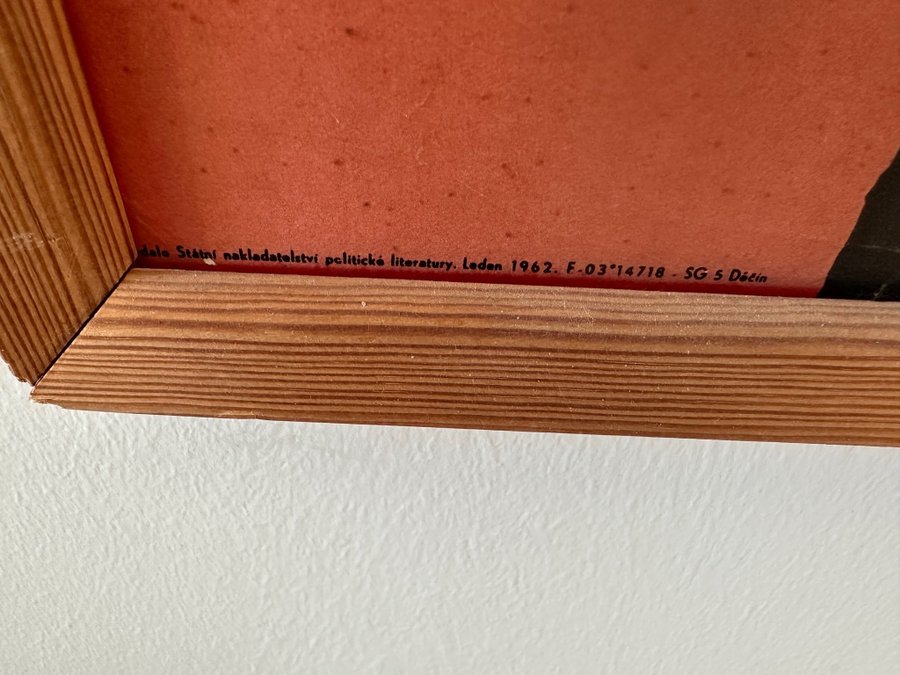 dalo Státní nakladatelství politické literatury. Leden 1962. F-03*14718 - SG 5 Děčín